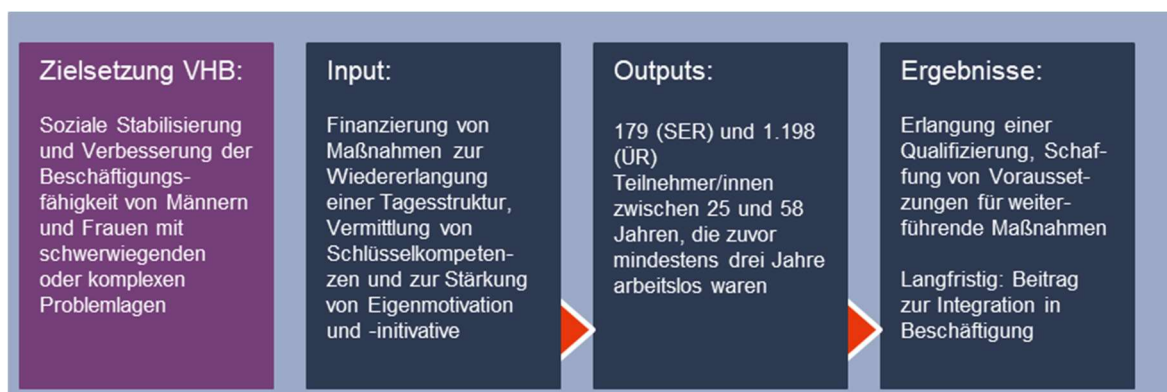 Zielsetzung VHB:
Soziale Stabilisierung
und Verbesserung der
Beschäftigungs-
fähigkeit von Männern
und Frauen mit
schwerwiegenden
oder komplexen
Problemlagen
Input:
Finanzierung von
Maßnahmen zur
Wiedererlangung
einer Tagesstruktur,
Vermittlung von
Schlüsselkompeten-
zen und zur Stärkung
von Eigenmotivation
und -initivative
Outputs:
179 (SER) und 1.198
(ÜR)
Teilnehmer/innen
zwischen 25 und 58
Jahren, die zuvor
mindestens drei Jahre
arbeitslos waren
Ergebnisse:
Erlangung einer
Qualifizierung, Schaf-
fung von Vorausset-
zungen für weiter-
führende Maßnahmen
Langfristig: Beitrag
zur Integration in
Beschäftigung